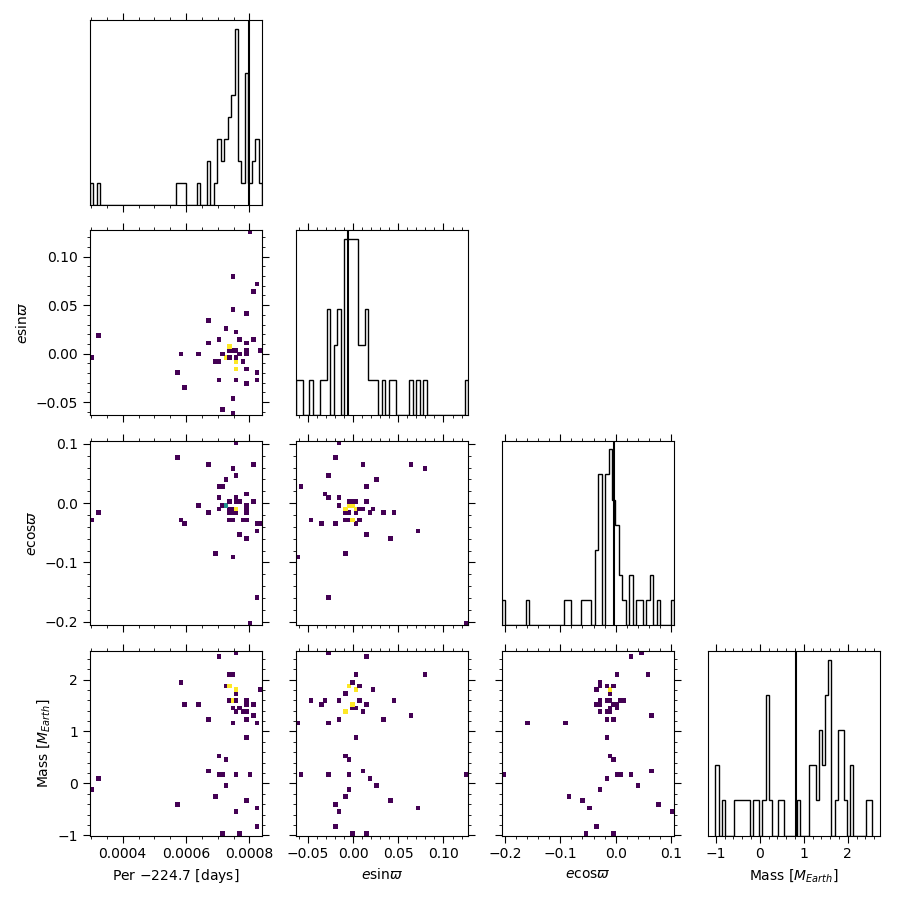 0.10
0.05
0.00
−0.05
esinϖ
0.1
0.0
−0.1
−0.2
ecosϖ
2
1
0
−1
Mass [M_Earth]
0.0004 0.0006 0.0008
Per −224.7 [days]
−0.05 0.00 0.05 0.10
esinϖ
−0.2 −0.1 0.0 0.1
ecosϖ
−1 0 1 2
Mass [M_Earth]